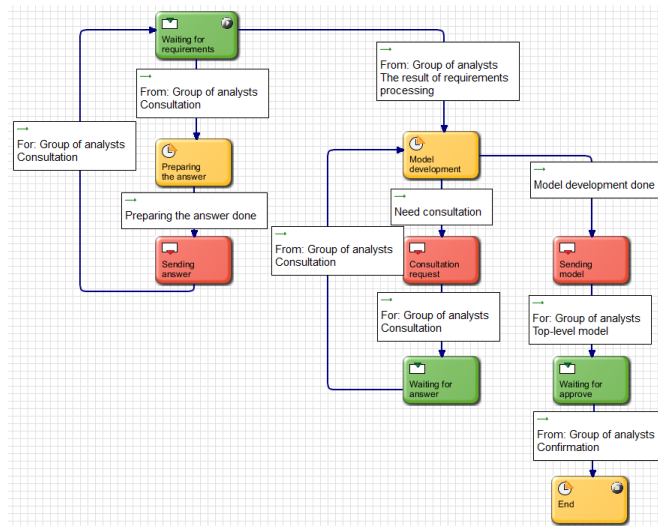 Waiting for
requirements
From: Group of analysts
The result of requirements
processing
From: Group of analysts
Consultation
For: Group of analysts
Consultation
Preparing
the answer
Model
development
Model development done
Preparing the answer done
Need consultation
From: Group of analysts
Consultation
Sending
answer
Consultation
request
Sending
model
For: Group of analysts
Consultation
For: Group of analysts
Top-level model
Waiting for
answer
Waiting for
approve
From: Group of analysts
Confirmation
End